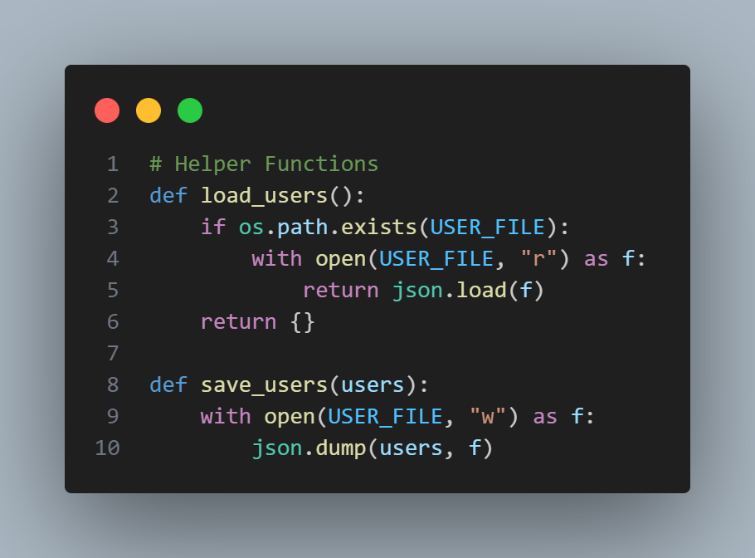 1 # Helper Functions
2 def load_users():
3     if os.path.exists(USER_FILE):
4         with open(USER_FILE, "r") as f:
5             return json.load(f)
6     return {}
7
8 def save_users(users):
9     with open(USER_FILE, "w") as f:
10         json.dump(users, f)